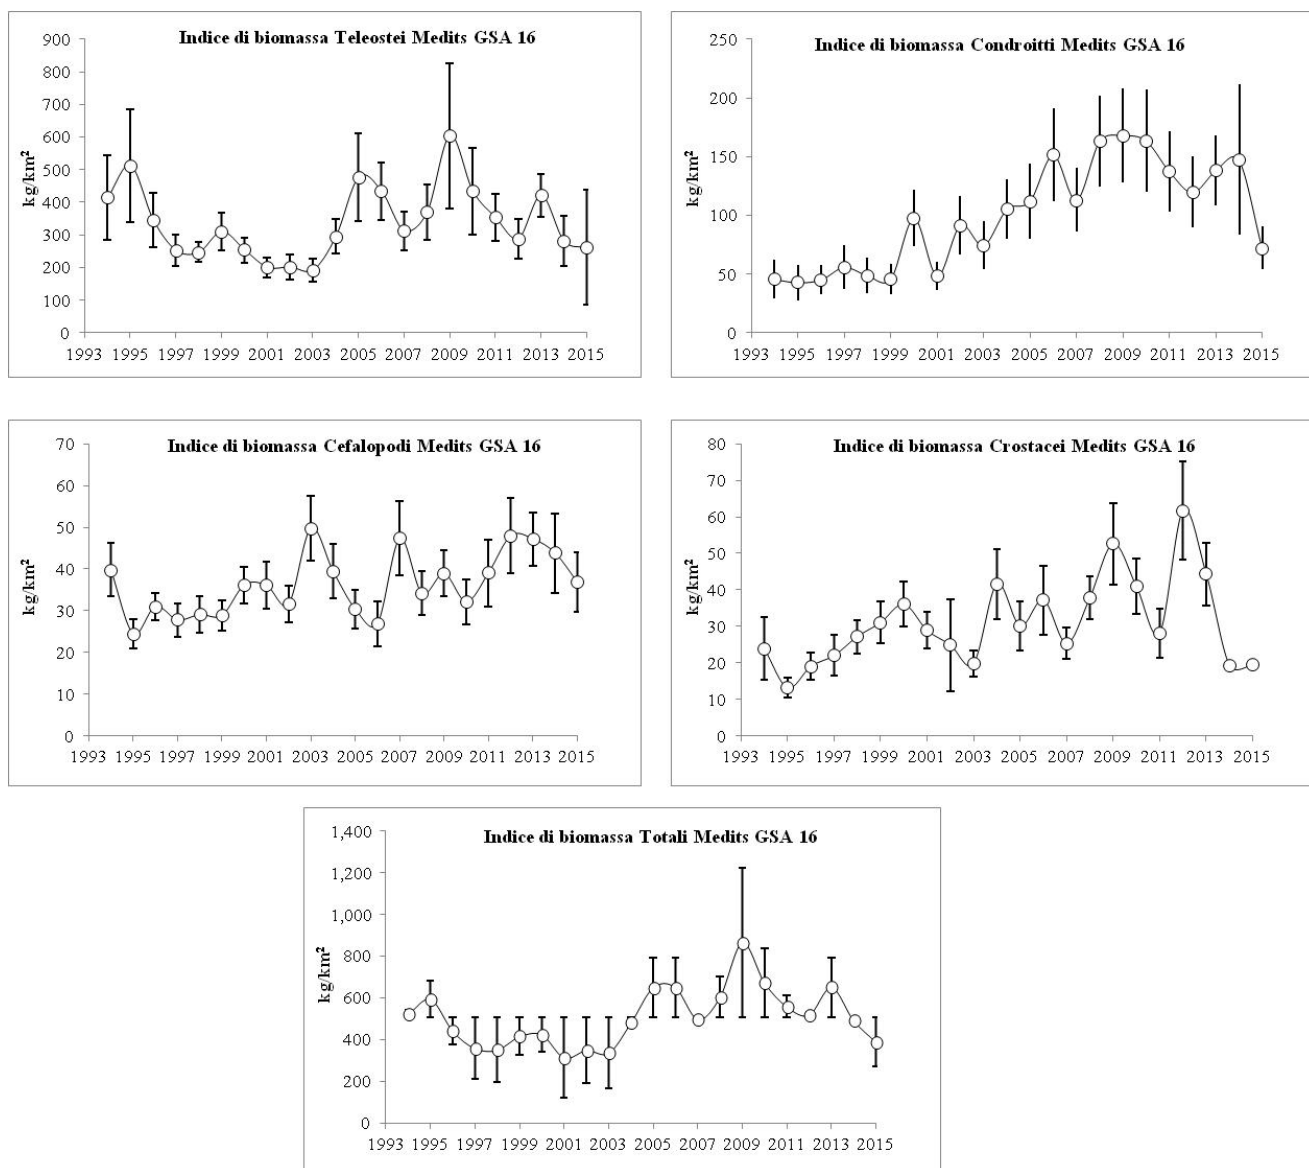 Indice di biomassa Teleostei Medits GSA 16
900
800
700
600
500
400
300
200
100
0
kg/km²
1993 1995 1997 1999 2001 2003 2005 2007 2009 2011 2013 2015
Indice di biomassa Condroitti Medits GSA 16
250
200
150
100
50
0
kg/km²
1993 1995 1997 1999 2001 2003 2005 2007 2009 2011 2013 2015
Indice di biomassa Cefalopodi Medits GSA 16
70
60
50
40
30
20
10
0
kg/km²
1993 1995 1997 1999 2001 2003 2005 2007 2009 2011 2013 2015
Indice di biomassa Crostacei Medits GSA 16
80
70
60
50
40
30
20
10
0
kg/km²
1993 1995 1997 1999 2001 2003 2005 2007 2009 2011 2013 2015
Indice di biomassa Totali Medits GSA 16
1,400
1,200
1,000
800
600
400
200
0
kg/km²
1993 1995 1997 1999 2001 2003 2005 2007 2009 2011 2013 2015